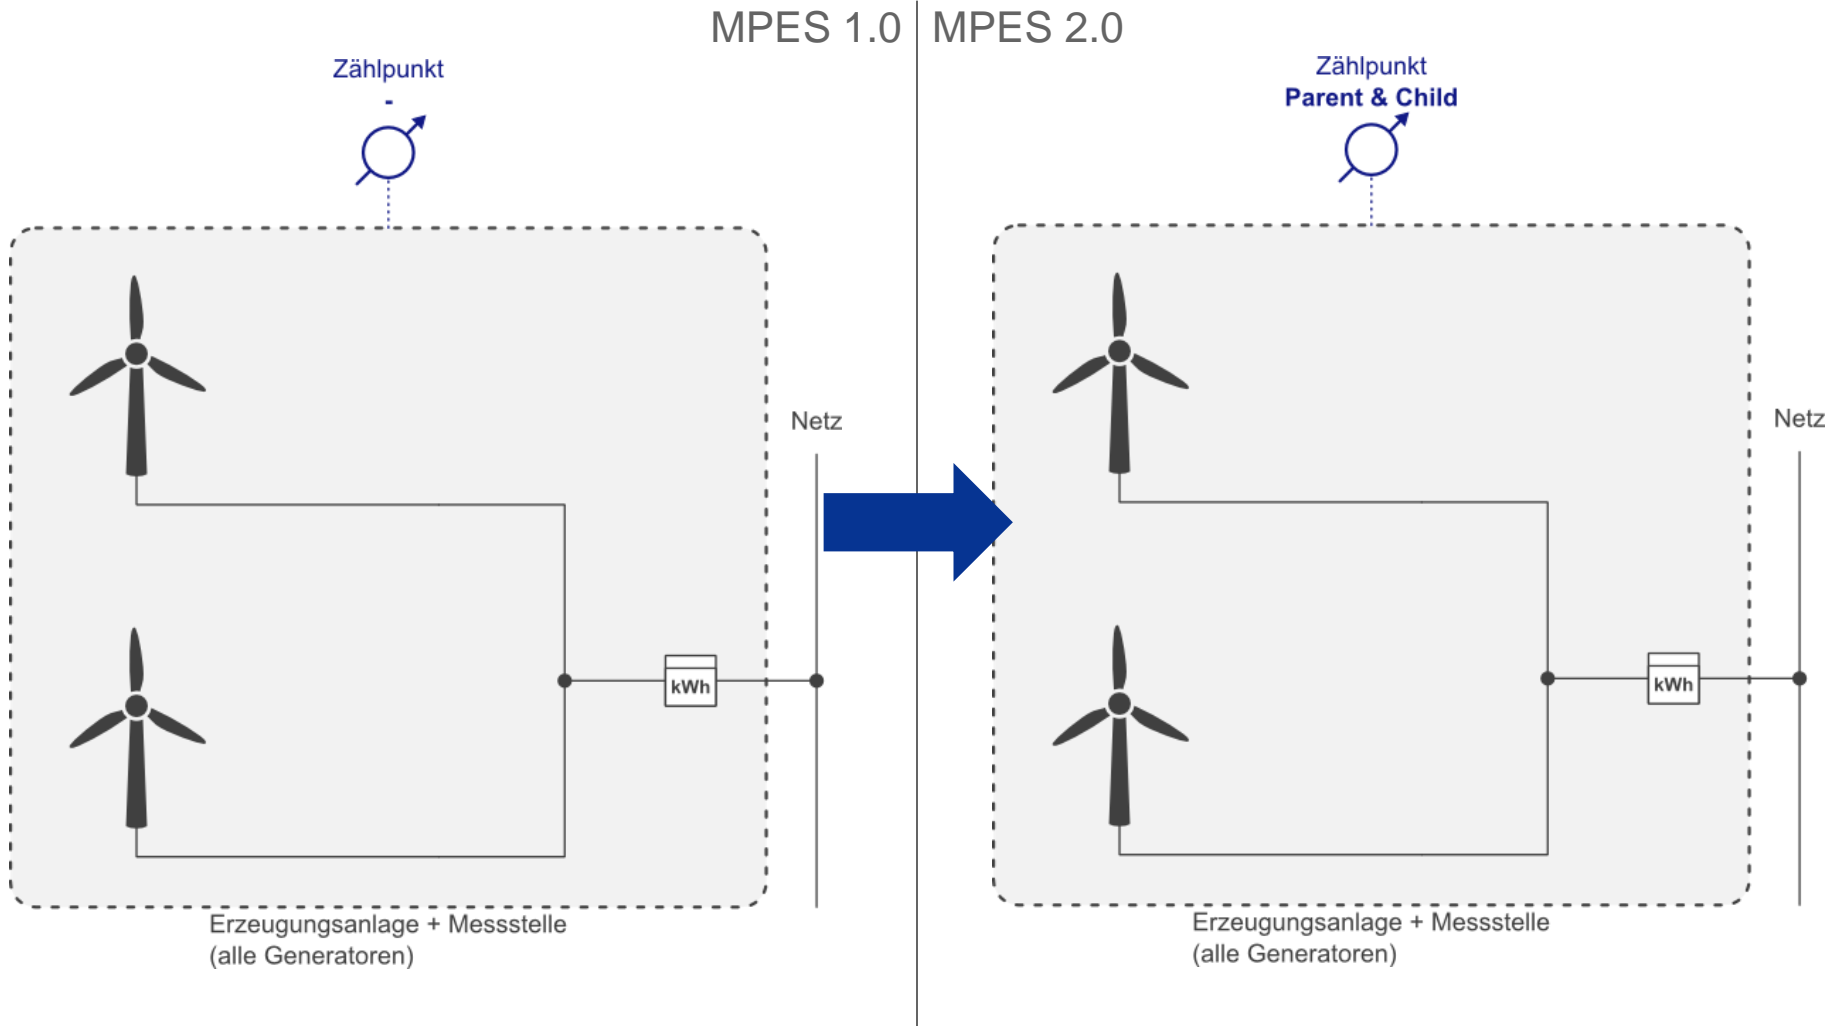 MPES 1.0
MPES 2.0
Zählpunkt
-
Netz
kWh
Erzeugungsanlage + Messstelle
(alle Generatoren)
Zählpunkt
Parent & Child
Netz
kWh
Erzeugungsanlage + Messstelle
(alle Generatoren)